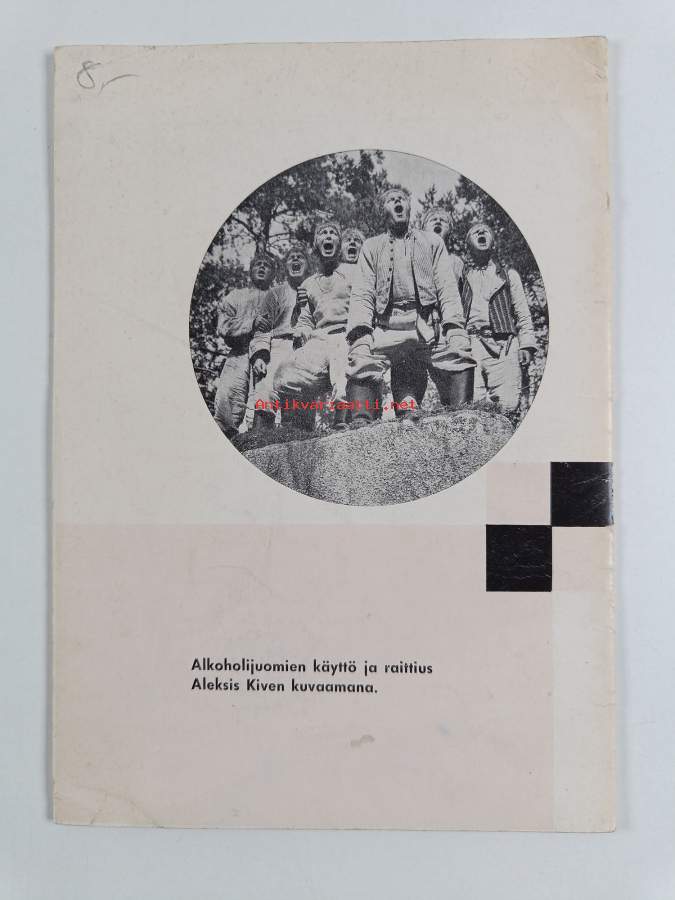 8,-
Antikvariaatti.net
Alkoholijuomien käyttö ja raittius
Aleksis Kiven kuvaamana.